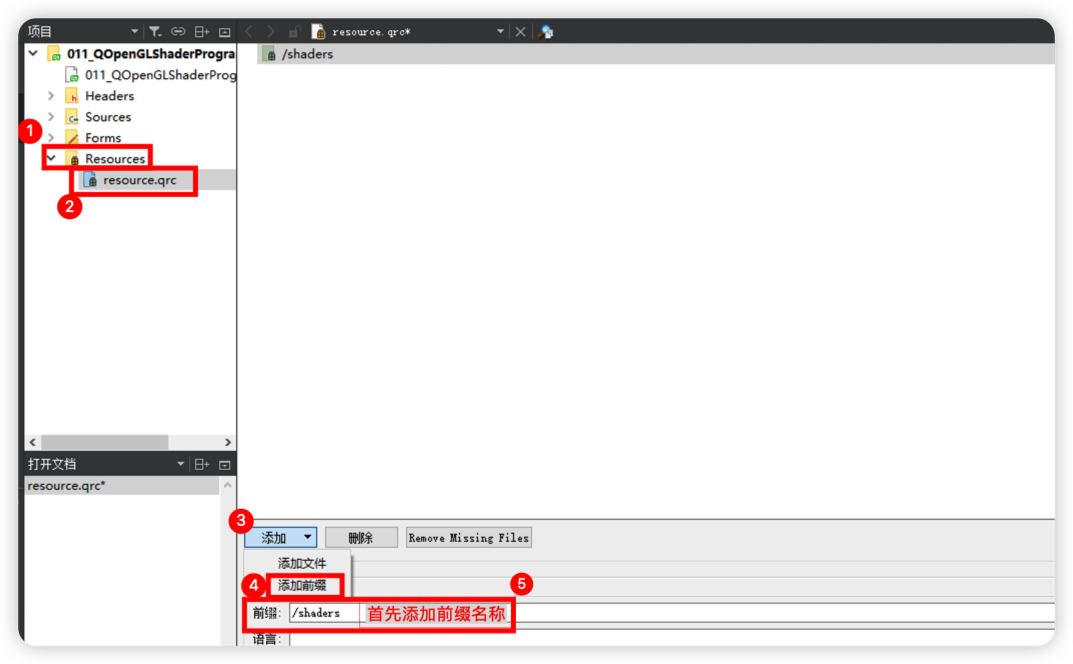 项目
resource.qrc*
011_QOpenGLShaderProgra
/shaders
011_QOpenGLShaderProg
Headers
Sources
1
Forms
Resources
resource.qrc
2
打开文档
resource.qrc*
3
添加
删除
Remove Missing Files
添加文件
4
添加前缀
5
前缀:
/shaders
首先添加前缀名称
语言: